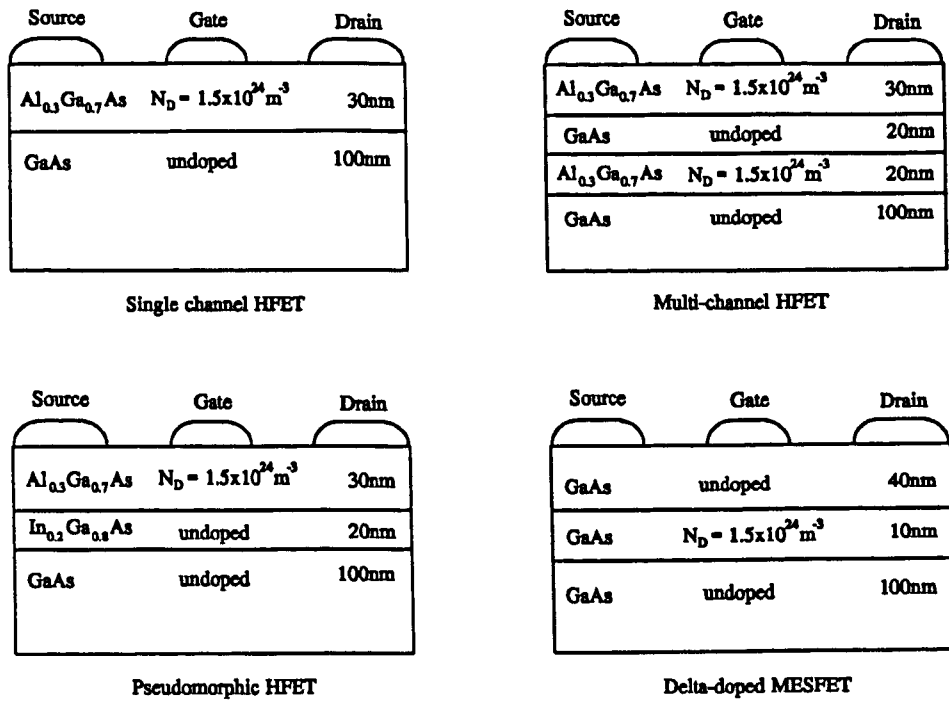 Source Gate Drain
Al0.3Ga0.7As N_D = 1.5x10^24 m^-3 30nm
GaAs undoped 100nm
Single channel HFET
Source Gate Drain
Al0.3Ga0.7As N_D = 1.5x10^24 m^-3 30nm
GaAs undoped 20nm
Al0.3Ga0.7As N_D = 1.5x10^24 m^-3 20nm
GaAs undoped 100nm
Multi-channel HFET
Source Gate Drain
Al0.3Ga0.7As N_D = 1.5x10^24 m^-3 30nm
In0.2Ga0.8As undoped 20nm
GaAs undoped 100nm
Pseudomorphic HFET
Source Gate Drain
GaAs undoped 40nm
GaAs N_D = 1.5x10^24 m^-3 10nm
GaAs undoped 100nm
Delta-doped MESFET